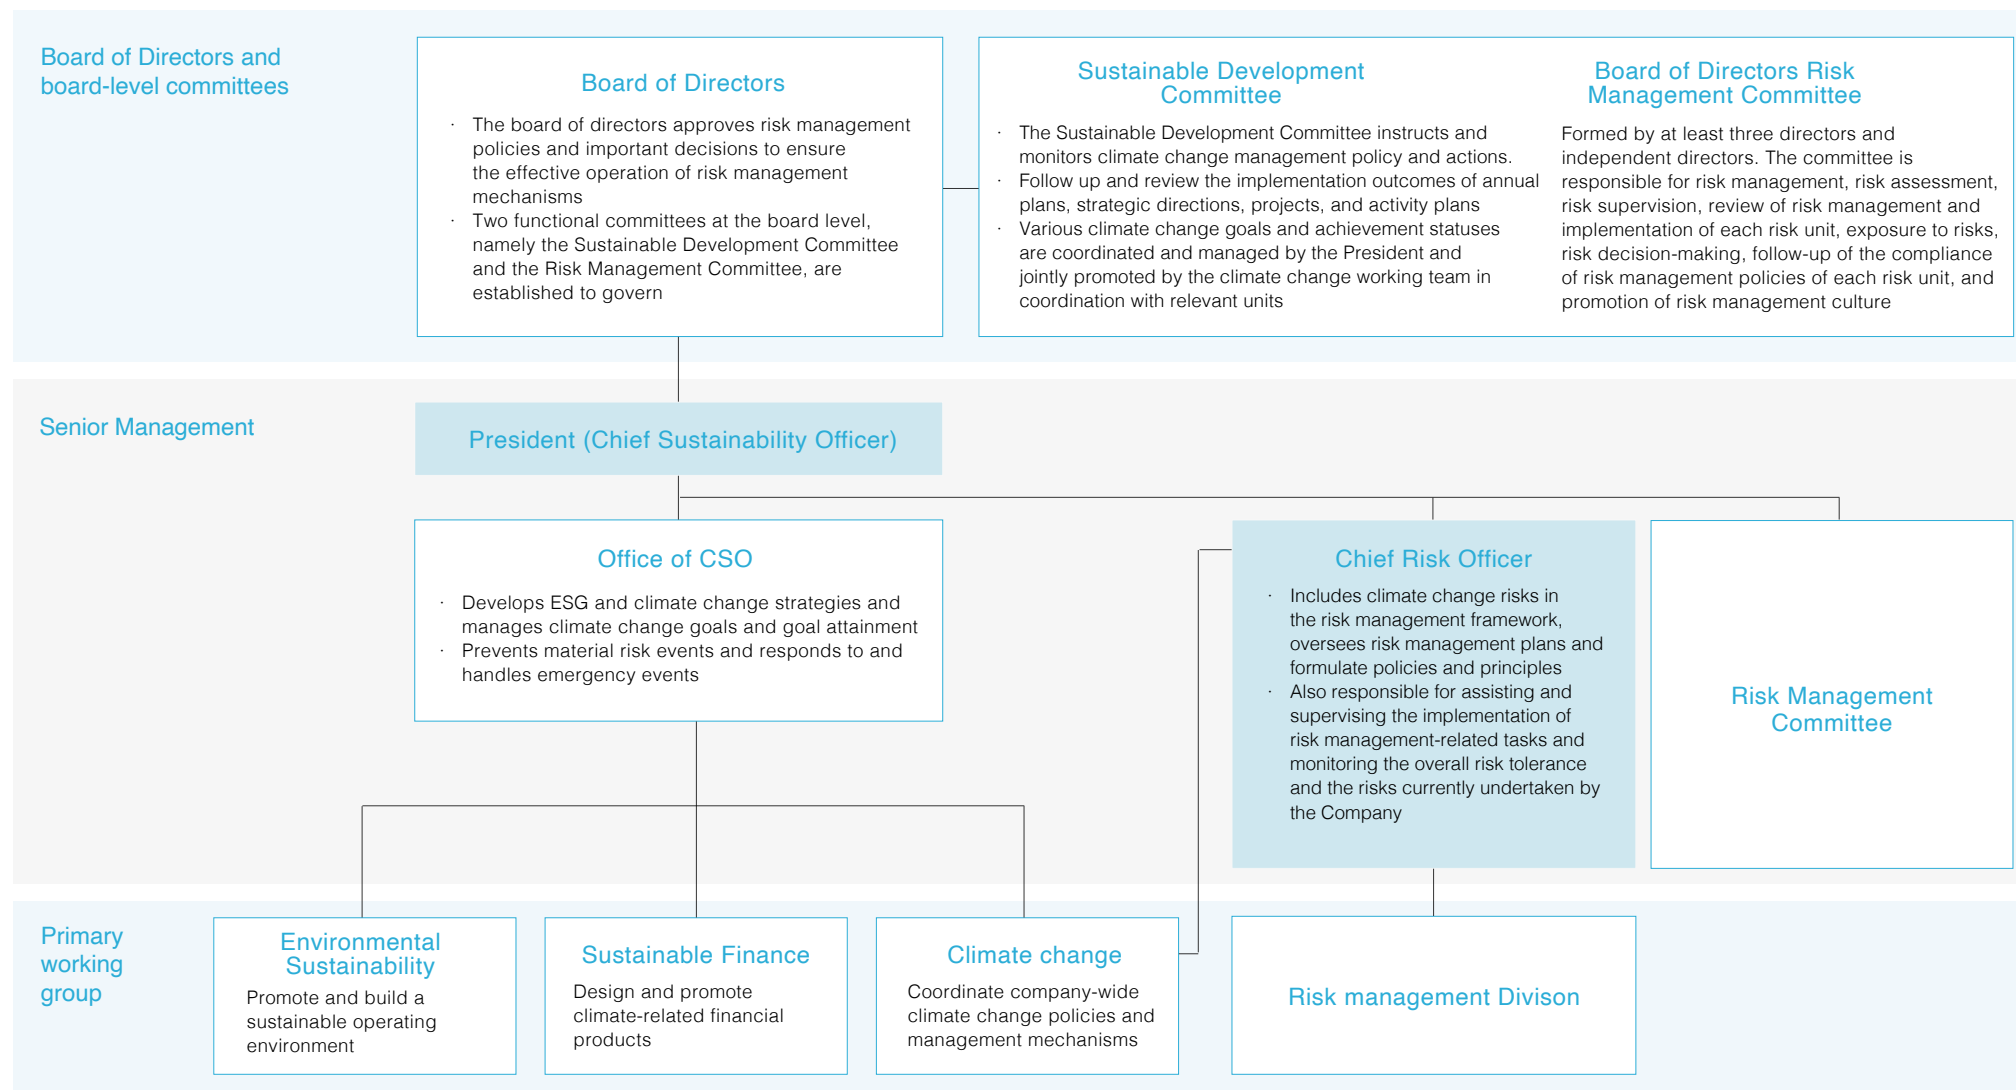 Board of Directors and
board-level committees
Board of Directors
· The board of directors approves risk management
policies and important decisions to ensure
the effective operation of risk management
mechanisms
· Two functional committees at the board level,
namely the Sustainable Development Committee
and the Risk Management Committee, are
established to govern
Sustainable Development
Committee
· The Sustainable Development Committee instructs and
monitors climate change management policy and actions.
· Follow up and review the implementation outcomes of annual
plans, strategic directions, projects, and activity plans
· Various climate change goals and achievement statuses
are coordinated and managed by the President and
jointly promoted by the climate change working team in
coordination with relevant units
Board of Directors Risk
Management Committee
Formed by at least three directors and
independent directors. The committee is
responsible for risk management, risk assessment,
risk supervision, review of risk management and
implementation of each risk unit, exposure to risks,
risk decision-making, follow-up of the compliance
of risk management policies of each risk unit, and
promotion of risk management culture
Senior Management
President (Chief Sustainability Officer)
Office of CSO
· Develops ESG and climate change strategies and
manages climate change goals and goal attainment
· Prevents material risk events and responds to and
handles emergency events
Chief Risk Officer
· Includes climate change risks in
the risk management framework,
oversees risk management plans and
formulate policies and principles
· Also responsible for assisting and
supervising the implementation of
risk management-related tasks and
monitoring the overall risk tolerance
and the risks currently undertaken by
the Company
Risk Management
Committee
Primary
working
group
Environmental
Sustainability
Promote and build a
sustainable operating
environment
Sustainable Finance
Design and promote
climate-related financial
products
Climate change
Coordinate company-wide
climate change policies and
management mechanisms
Risk management Divison